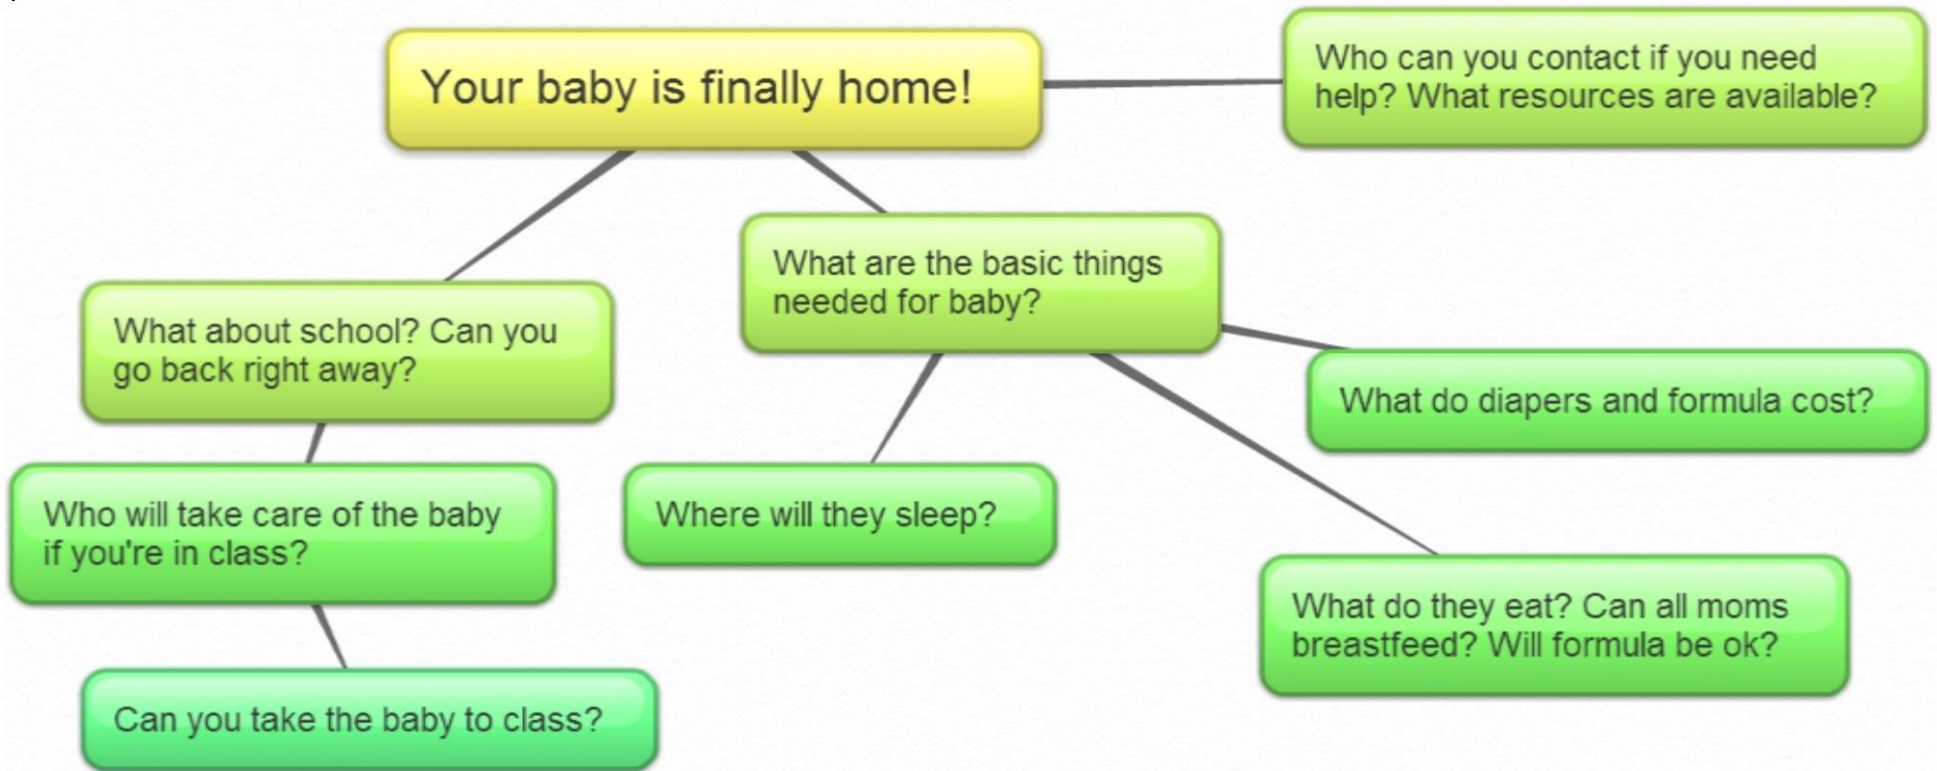 Your baby is finally home!
Who can you contact if you need
help? What resources are available?
What are the basic things
needed for baby?
What about school? Can you
go back right away?
What do diapers and formula cost?
Who will take care of the baby
if you're in class?
Where will they sleep?
What do they eat? Can all moms
breastfeed? Will formula be ok?
Can you take the baby to class?